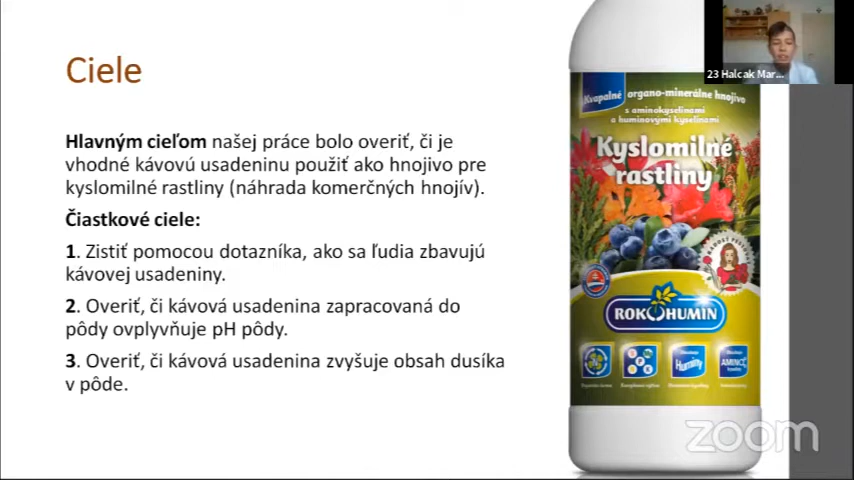 Ciele
Hlavným cieľom našej práce bolo overiť, či je
vhodné kávovú usadeninu použiť ako hnojivo pre
kyslomilné rastliny (náhrada komerčných hnojív).
Čiastkové ciele:
1. Zistiť pomocou dotazníka, ako sa ľudia zbavujú
kávovej usadeniny.
2. Overiť, či kávová usadenina zapracovaná do
pôdy ovplyvňuje pH pôdy.
3. Overiť, či kávová usadenina zvyšuje obsah dusíka
v pôde.
23 Halcak Mar...
Kvapalné organo-minerálne hnojivo
s aminokyselinami
a humínovými kyselinami
Kyslomilné
rastliny
ROKOHUMIN
Humíny
AMINO
zoom